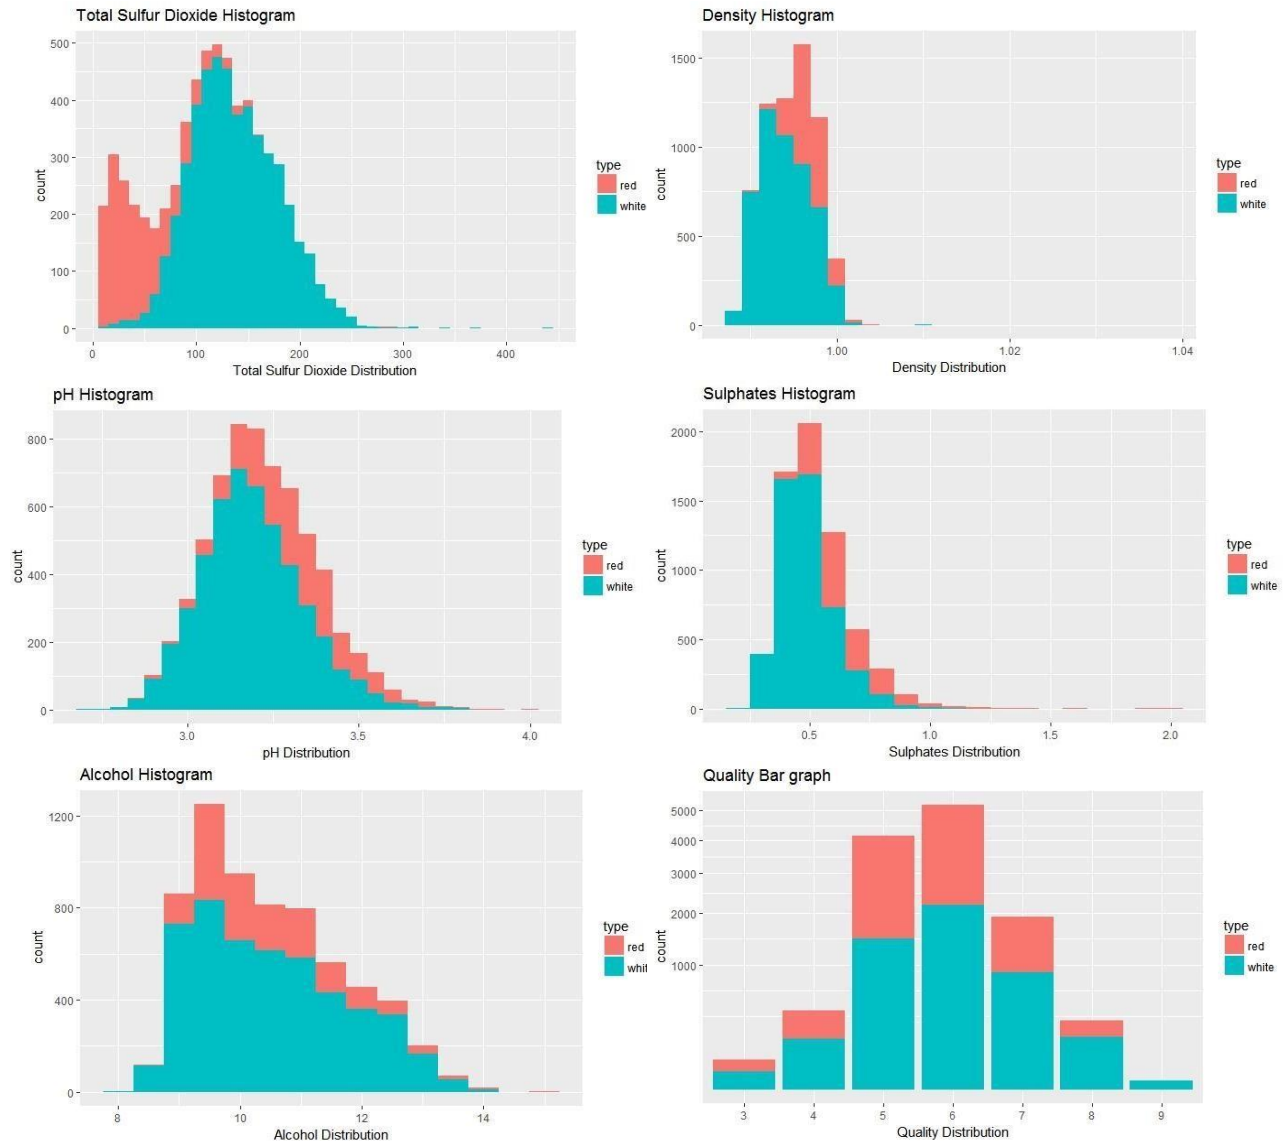 Total Sulfur Dioxide Histogram
500
400
300
200
100
0
count
0 100 200 300 400
Total Sulfur Dioxide Distribution
type
red
white
Density Histogram
1500
1000
500
0
count
1.00 1.02 1.04
Density Distribution
type
red
white
pH Histogram
800
600
400
200
0
count
3.0 3.5 4.0
pH Distribution
type
red
white
Sulphates Histogram
2000
1500
1000
500
0
count
0.5 1.0 1.5 2.0
Sulphates Distribution
type
red
white
Alcohol Histogram
1200
800
400
0
count
8 10 12 14
Alcohol Distribution
type
red
whit
Quality Bar graph
5000
4000
3000
2000
1000
count
3 4 5 6 7 8 9
Quality Distribution
type
red
white